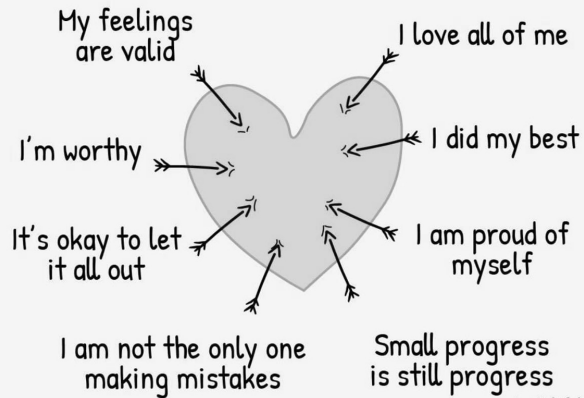 My feelings
are valid
I love all of me
I'm worthy
I did my best
It's okay to let
it all out
I am proud of
myself
I am not the only one
making mistakes
Small progress
is still progress